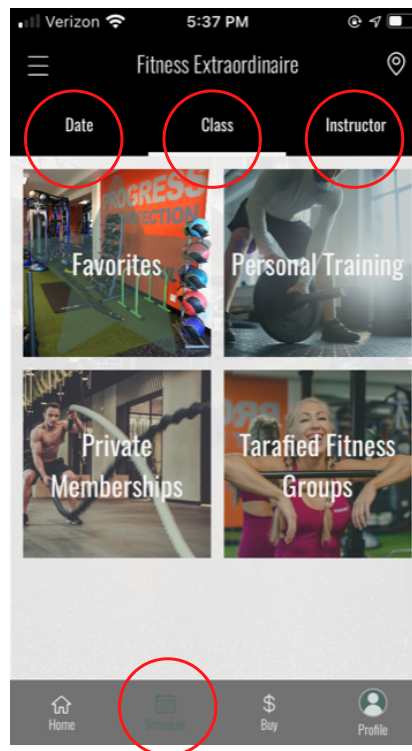 Verizon 5:37 PM
Fitness Extraordinaire
Date Class Instructor
PROGRESS
Favorites Personal Training
Private Tarafied Fitness
Memberships Groups
Home Schedule $ Buy Profile